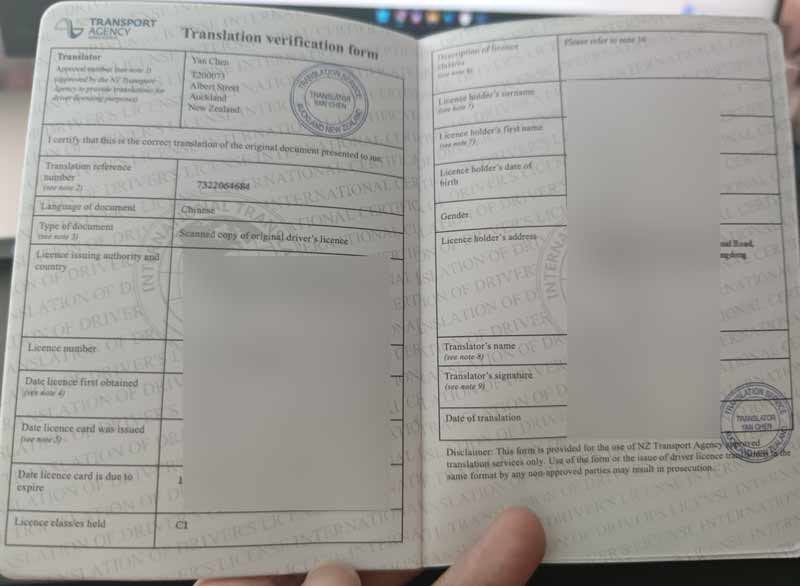 TRANSPORT
AGENCY
Translation verification form
Translator
Approval number (see note 1)
(approved by the NZ Transport
Agency to provide translations for
driver licensing purposes)
Yan Chen
T200073
Albert Street
Auckland
New Zealand
TRANSLATION SERVICE
TRANSLATOR
YAN CHEN
AUCKLAND NEW ZEALAND
I certify that this is the correct translation of the original document presented to me;
Translation reference
number
(see note 2)
7322064684
Language of document
Chinese
Type of document
(see note 3)
Scanned copy of original driver's licence
Licence issuing authority and
country
Licence number
Date licence first obtained
(see note 4)
Date licence card was issued
(see note 5)
Date licence card is due to
expire
1
Licence class/es held
C1
Description of licence
class/es
(see note 6)
Please refer to note
Licence holder's surname
(see note 7)
Licence holder's first name
(see note 7)
Licence holder's date of
birth
Gender
Licence holder's address
Road,
Translator's name
(see note 8)
Translator's signature
(see note 9)
Date of translation
TRANSLATION SERVICE
TRANSLATOR
YAN CHEN
Disclaimer: This form is provided for the use of NZ Transport Agency approved
translation services only. Use of the form or the issue of driver licence in the
same format by any non-approved parties may result in prosecution.